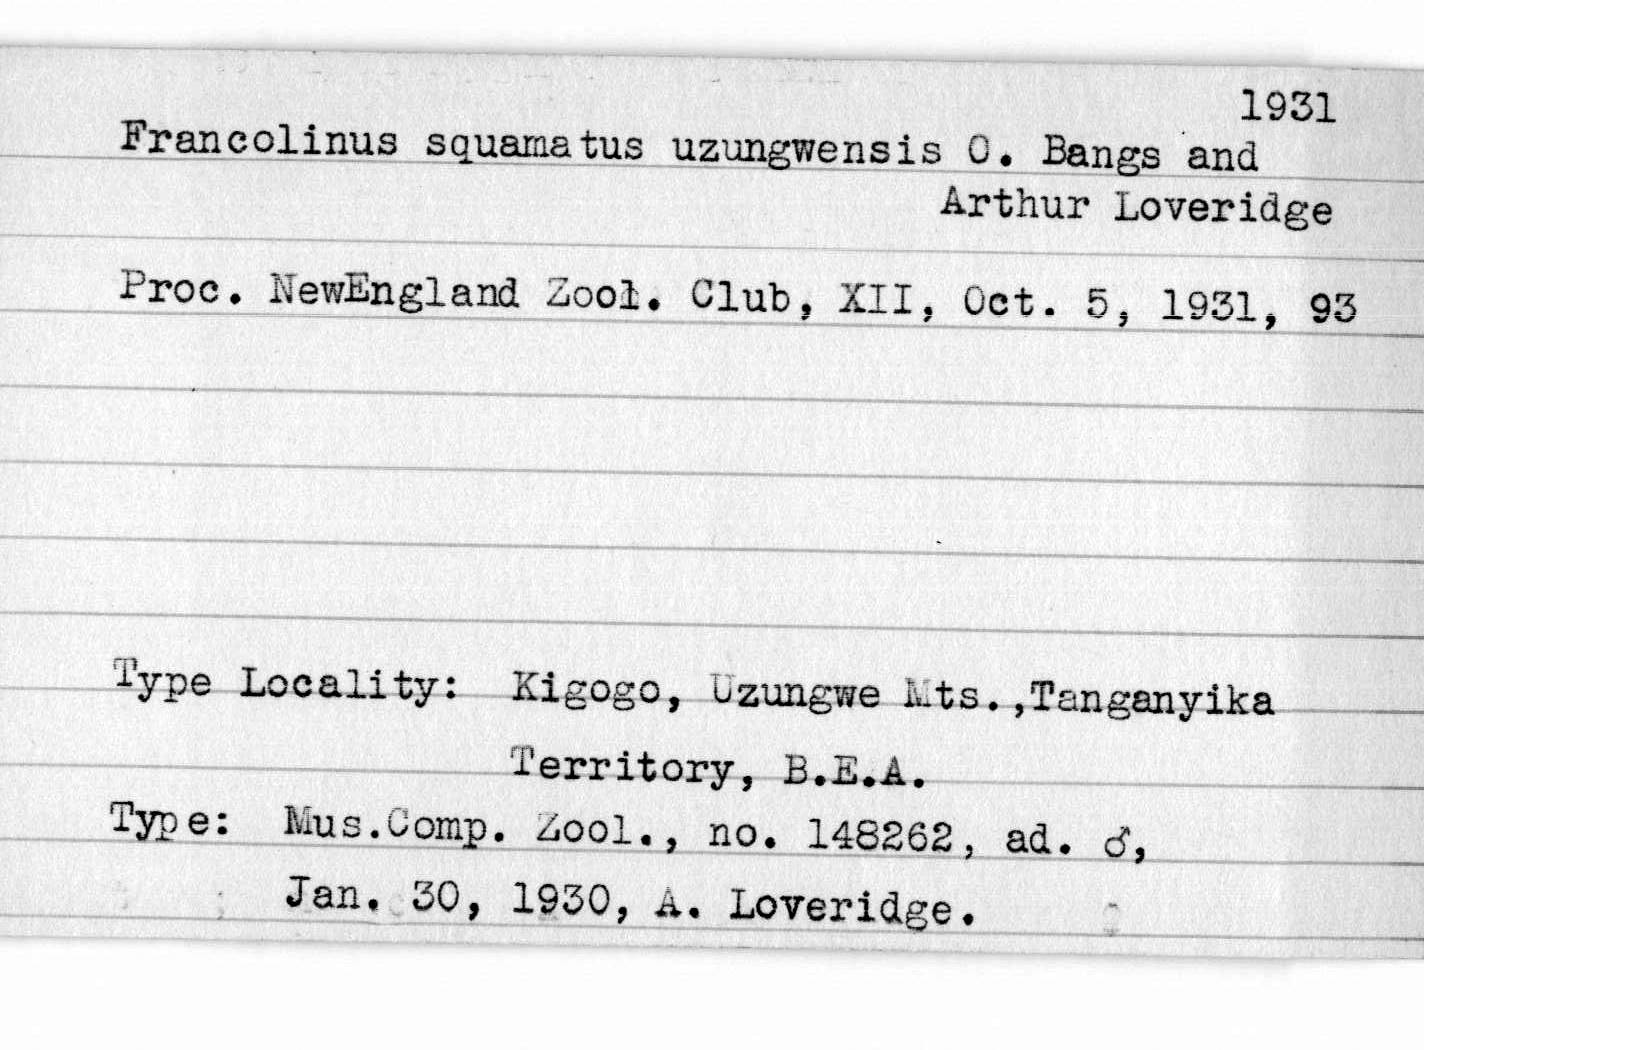 1931
Francolinus squamatus uzungwensis O. Bangs and
Arthur Loveridge
Proc. NewEngland Zool. Club, XII, Oct. 5, 1931, 93
Type Locality: Kigogo, Uzungwe Mts.,Tanganyika
Territory, B.E.A.
Type: Mus.Comp. Zool., no. 148262, ad. ♂,
Jan. 30, 1930, A. Loveridge.